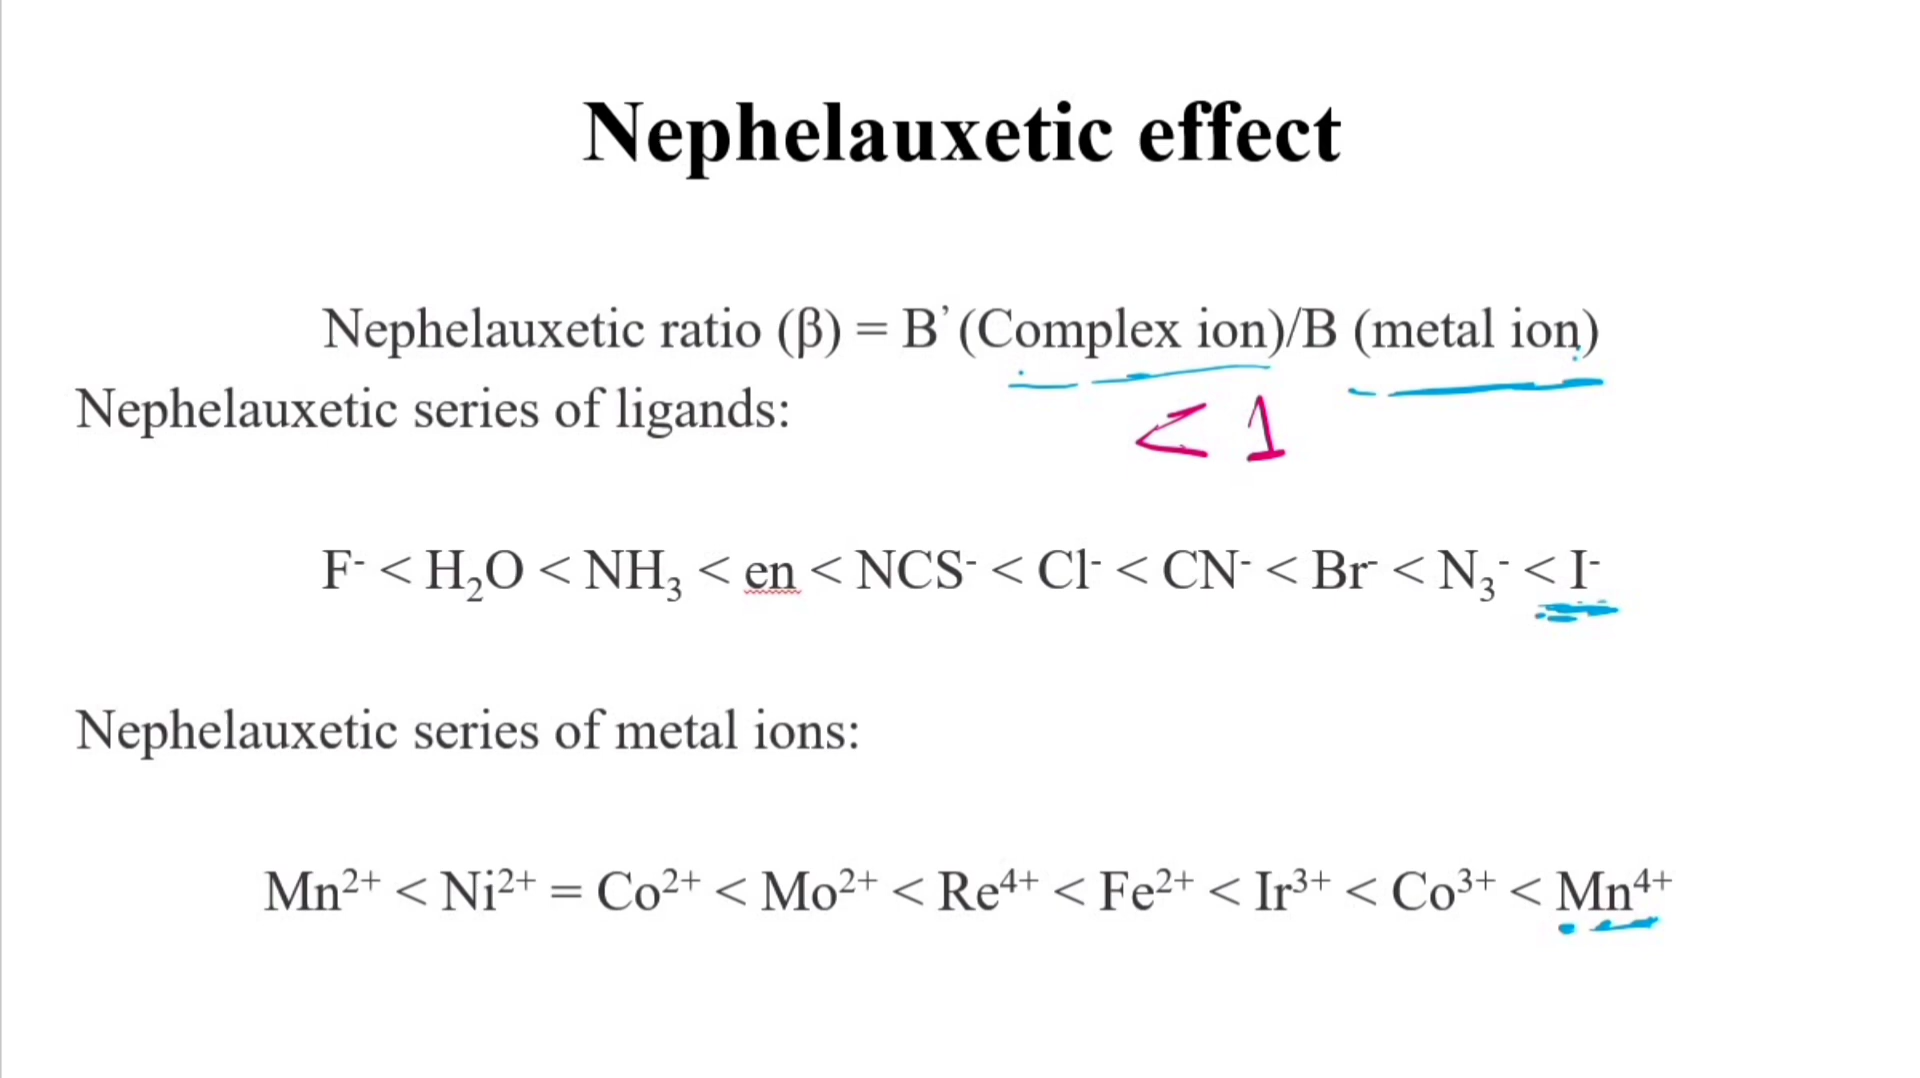 Nephelauxetic effect
Nephelauxetic ratio (β) = B’ (Complex ion)/B (metal ion)
Nephelauxetic series of ligands:
< 1
F⁻ < H₂O < NH₃ < en < NCS⁻ < Cl⁻ < CN⁻ < Br⁻ < N₃⁻ < I⁻
Nephelauxetic series of metal ions:
Mn²⁺ < Ni²⁺ = Co²⁺ < Mo²⁺ < Re⁴⁺ < Fe²⁺ < Ir³⁺ < Co³⁺ < Mn⁴⁺